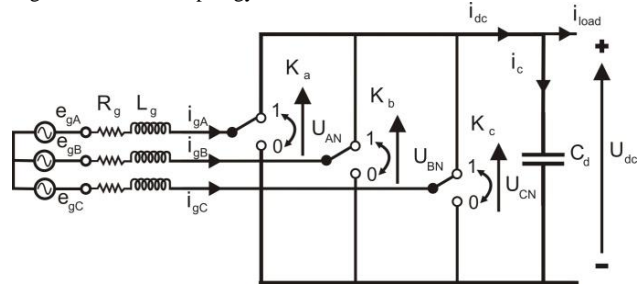 i_dc i_load
+
i_c
K_a
R_g L_g
K_b
e_gA i_gA 1
0
U_AN
1
0
K_c
U_dc
e_gB i_gB
U_BN
1
0
C_d
e_gC i_gC
U_CN
-